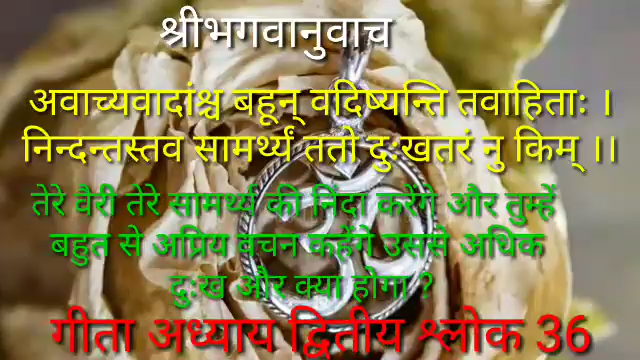 श्रीभगवानुवाच
अवाच्यवादांश्च बहून् वदिष्यन्ति तवाहिताः ।
निन्दन्तस्तव सामर्थ्यं ततो दुःखतरं नु किम् ।।
तेरे वैरी तेरे सामर्थ्य की निंदा करेंगे और तुम्हें
बहुत से अप्रिय वचन कहेंगे उससे अधिक
दुःख और क्या होगा ?
गीता अध्याय द्वितीय श्लोक 36